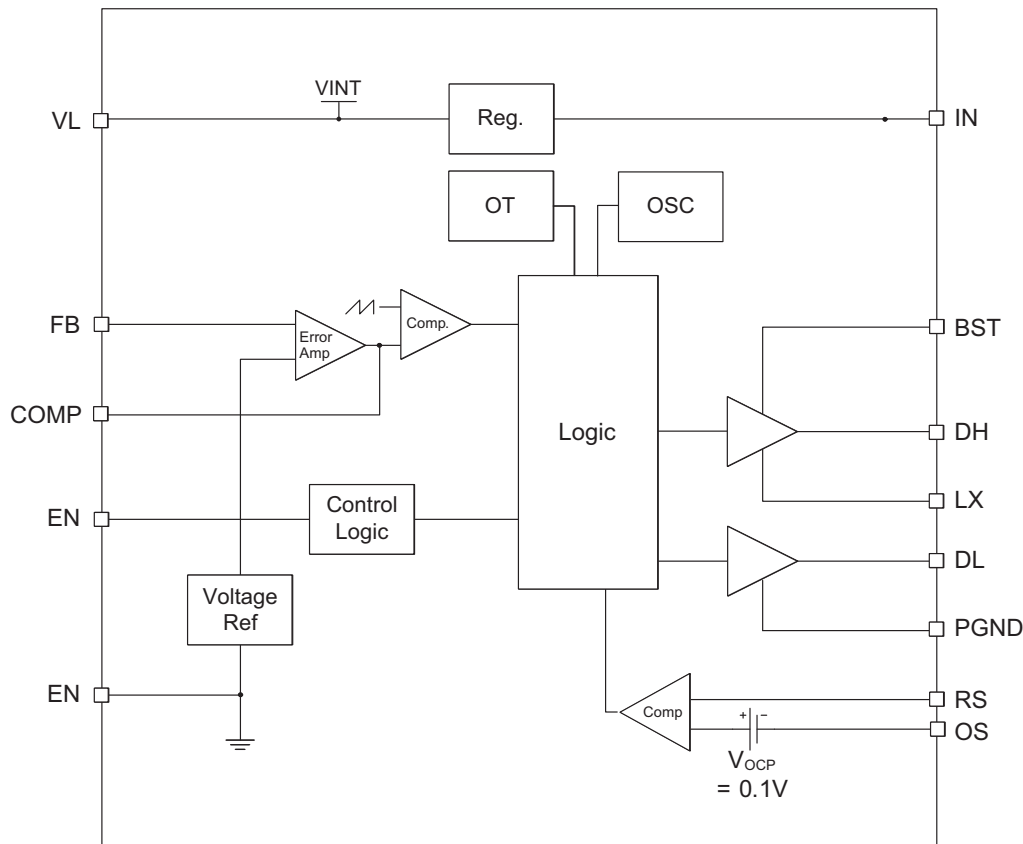 VINT
VL
Reg.
IN
OT
OSC
FB
Error
Amp
Comp.
BST
COMP
Logic
DH
EN
Control
Logic
LX
DL
Voltage
Ref
PGND
EN
Comp
RS
+ −
OS
VOCP
= 0.1V